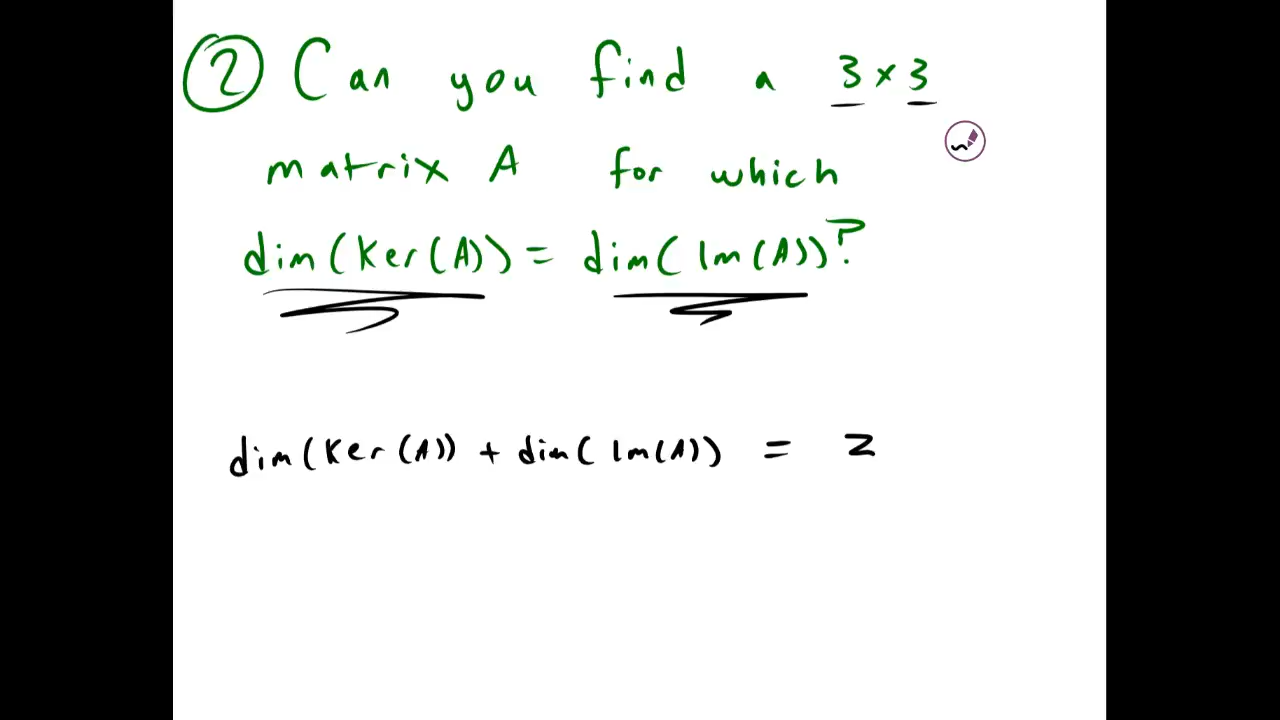 ② Can you find a 3 × 3
matrix A for which
dim(Ker(A)) = dim(Im(A))?
dim(Ker(A)) + dim(Im(A)) = 2